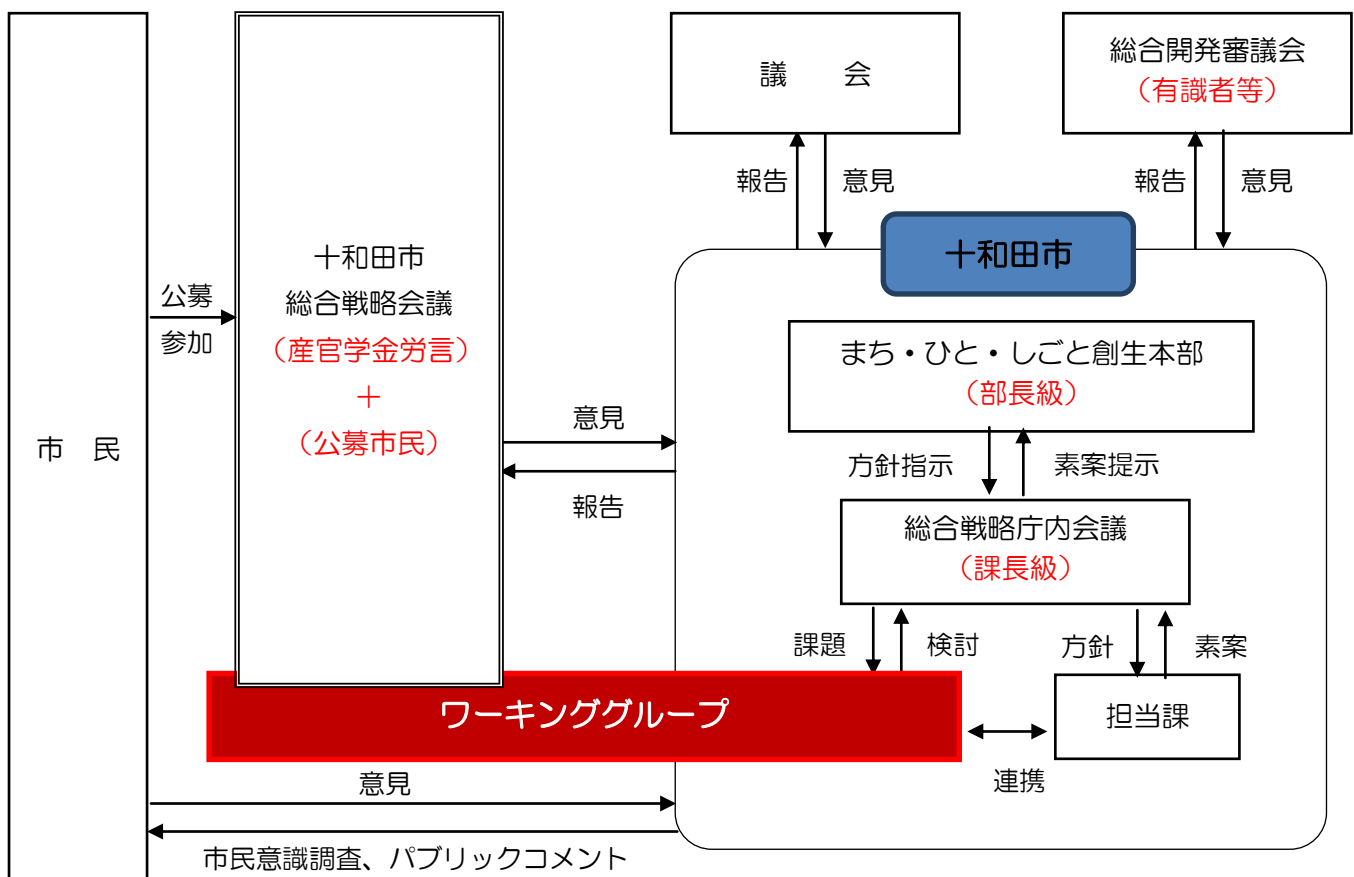 市　民
公募
参加
十和田市
総合戦略会議
（産官学金労言）
＋
（公募市民）
議　会
総合開発審議会
（有識者等）
報告
意見
報告
意見
十和田市
まち・ひと・しごと創生本部
（部長級）
方針指示
素案提示
総合戦略庁内会議
（課長級）
意見
報告
課題
検討
方針
素案
ワーキンググループ
担当課
連携
意見
市民意識調査、パブリックコメント